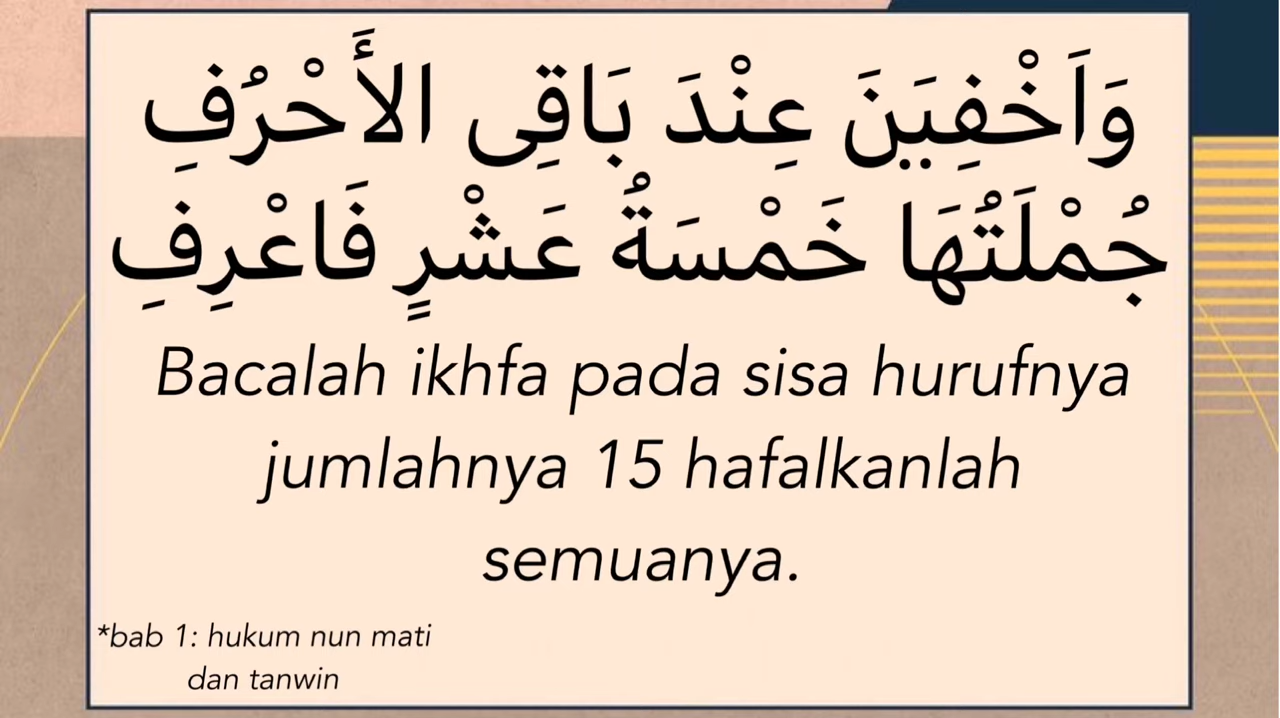 وَاَخْفِيَنَ عِنْدَ بَاقِى الأَحْرُفِ
جُمْلَتُهَا خَمْسَةُ عَشْرٍ فَاعْرِفِ
Bacalah ikhfa pada sisa hurufnya
jumlahnya 15 hafalkanlah
semuanya.
*bab 1: hukum nun mati
dan tanwin